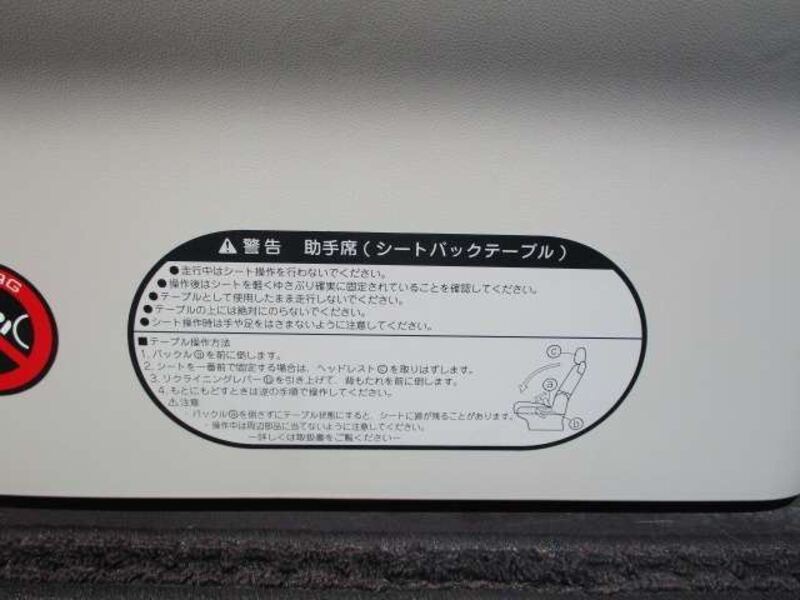 ⚠警告 助手席(シートバックテーブル)
●走行中はシート操作を行わないでください。
●操作後はシートを軽くゆさぶり確実に固定されていることを確認してください。
●テーブルとして使用したまま走行しないでください。
●テーブルの上には絶対にのらないでください。
●シート操作時は手や足をはさまないように注意してください。
■テーブル操作方法
1. バックルⓐを前に倒します。
2. シートを一番前で固定する場合は、ヘッドレストⓒを取りはずします。
3. リクライニングレバーⓑを引き上げて、背もたれを前に倒します。
4. もとにもどすときは逆の手順で操作してください。
⚠注意
・バックルⓐを倒さずにテーブル状態にすると、シートに跡が残ることがあります。
・操作中は周辺部品に当てないように注意してください。
ー詳しくは取扱書をご覧くださいー
ⓒ
ⓐ
ⓑ